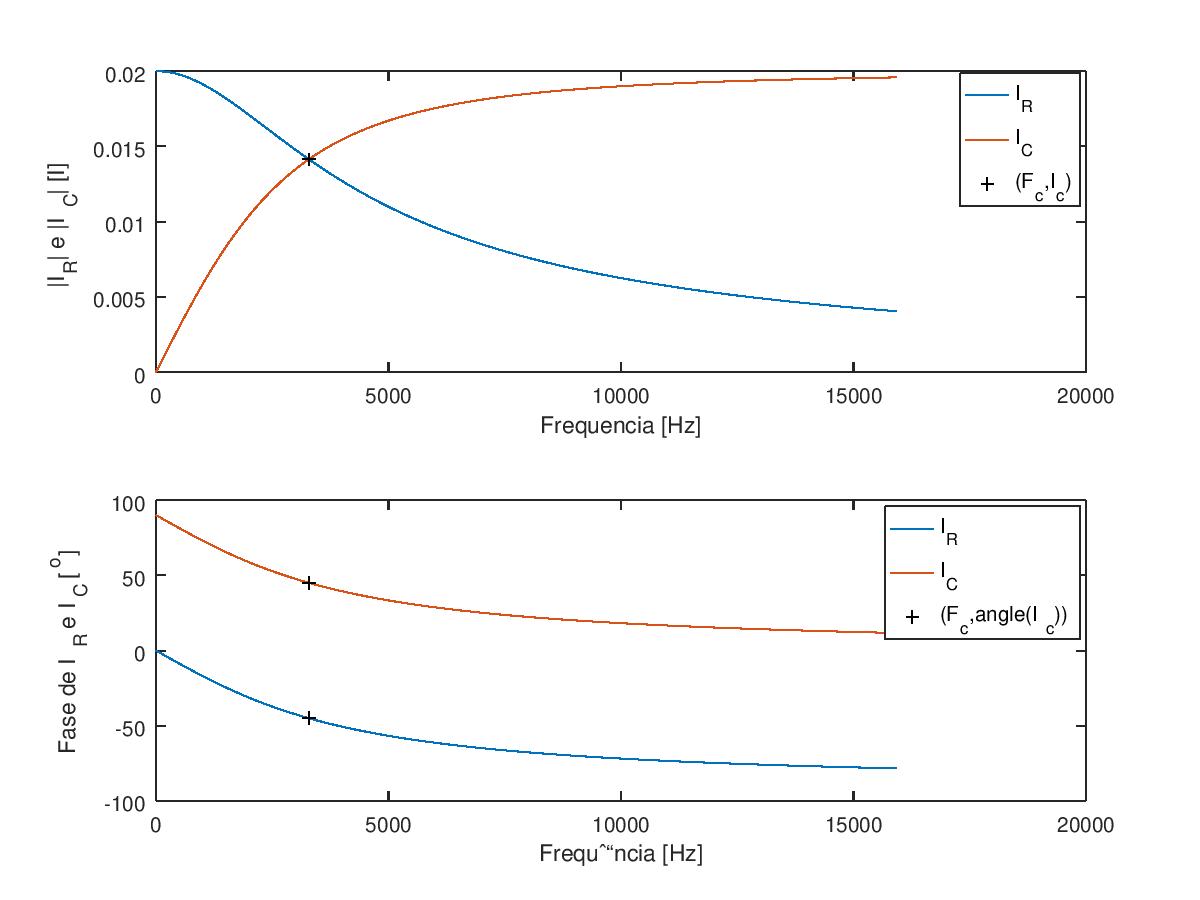 0.02
0.015
0.01
0.005
0
|I_R| e |I_C| [I]
0
5000
10000
15000
20000
Frequencia [Hz]
I_R
I_C
(F_c,I_c)
100
50
0
-50
-100
Fase de I_R e I_C [^o]
0
5000
10000
15000
20000
Frequˆ“ncia [Hz]
I_R
I_C
(F_c,angle(I_c))